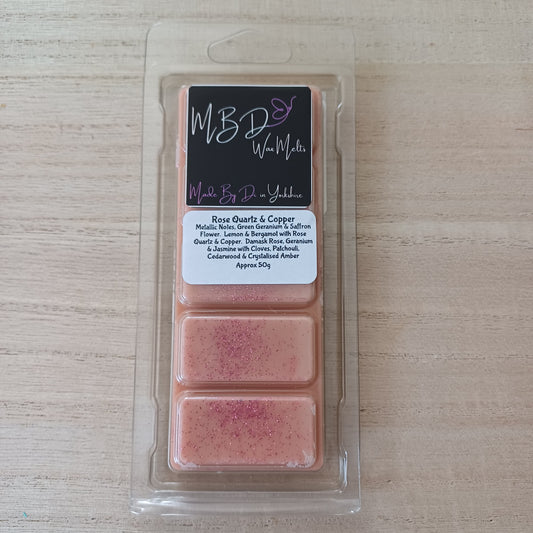 MBD
Wax Melts
Made By Di in Yorkshire
Rose Quartz & Copper
Metallic Notes, Green Geranium & Saffron
Flower. Lemon & Bergamot with Rose
Quartz & Copper. Damask Rose, Geranium
& Jasmine with Cloves, Patchouli,
Cedarwood & Crystalised Amber
Approx 50g